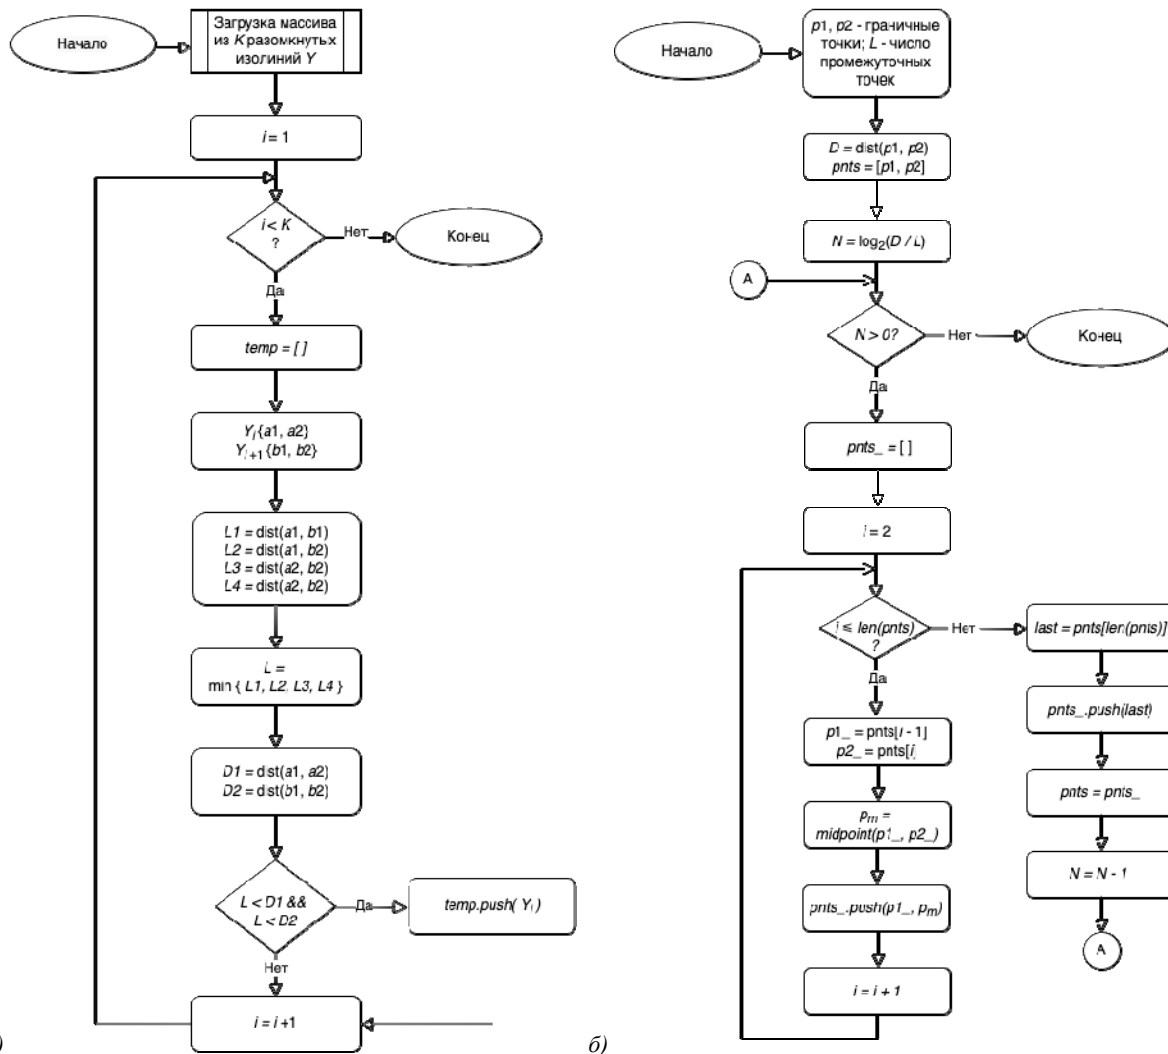 Начало
Загрузка массива
из K разомкнутых
изолиний Y
i = 1
i < K
?
Нет
Конец
Да
temp = [ ]
Yi{a1, a2}
Yi+1{b1, b2}
L1 = dist(a1, b1)
L2 = dist(a1, b2)
L3 = dist(a2, b2)
L4 = dist(a2, b2)
L =
min { L1, L2, L3, L4 }
D1 = dist(a1, a2)
D2 = dist(b1, b2)
L < D1 &&
L < D2
Да
temp.push( Yi )
Нет
i = i +1
)
Начало
p1, p2 - граничные
точки; L - число
промежуточных
точек
D = dist(p1, p2)
pnts = [p1, p2]
N = log2(D / L)
A
N > 0?
Нет
Конец
Да
pnts_ = [ ]
i = 2
i ⩽ len(pnts)
?
Нет
last = pnts[len(pnts)]
Да
pnts_.push(last)
p1_ = pnts[i - 1]
p2_ = pnts[i]
pnts = pnts_
pm =
midpoint(p1_, p2_)
N = N - 1
pnts_.push(p1_, pm)
A
i = i + 1
б)